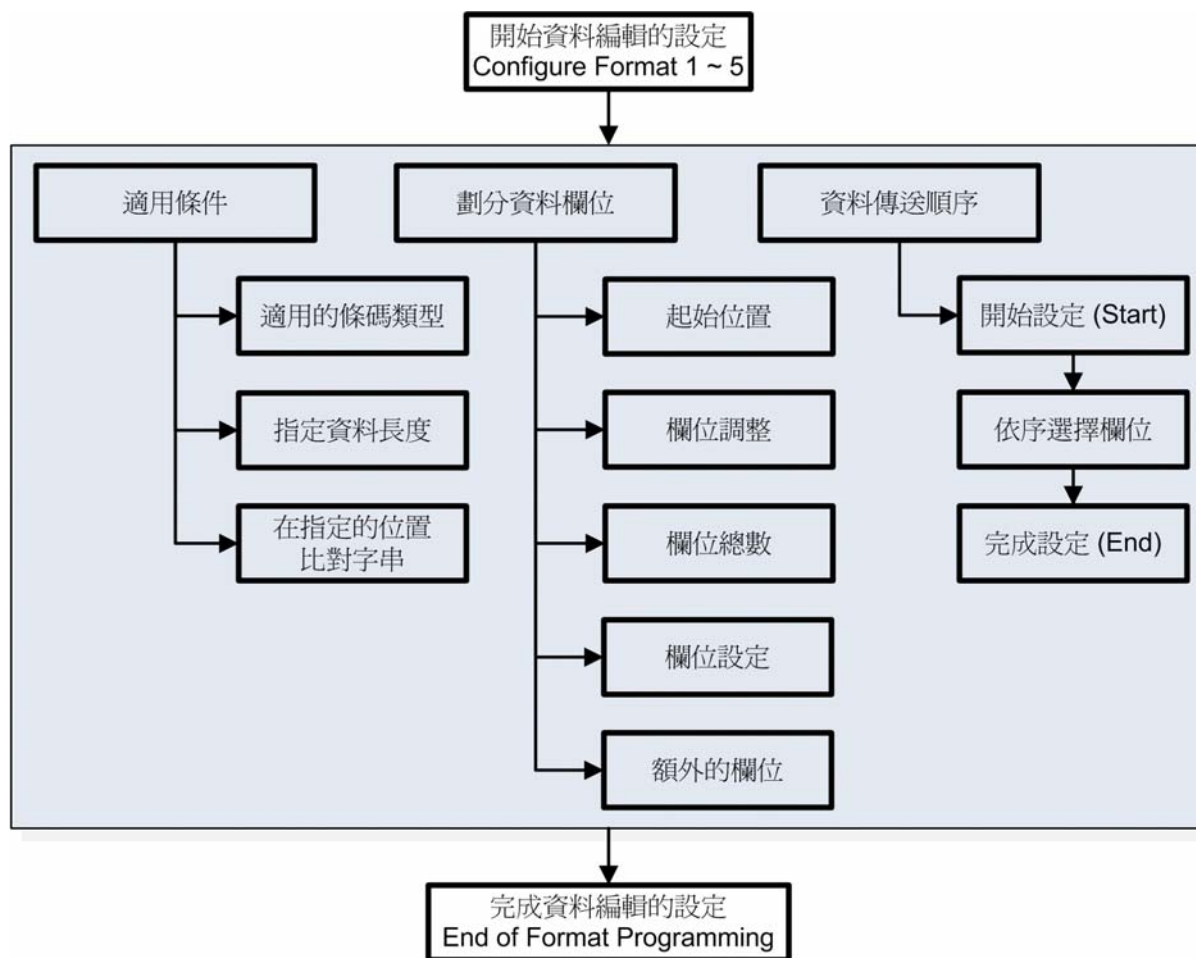 開始資料編輯的設定
Configure Format 1 ~ 5
適用條件
適用的條碼類型
指定資料長度
在指定的位置
比對字串
劃分資料欄位
起始位置
欄位調整
欄位總數
欄位設定
額外的欄位
資料傳送順序
開始設定 (Start)
依序選擇欄位
完成設定 (End)
完成資料編輯的設定
End of Format Programming